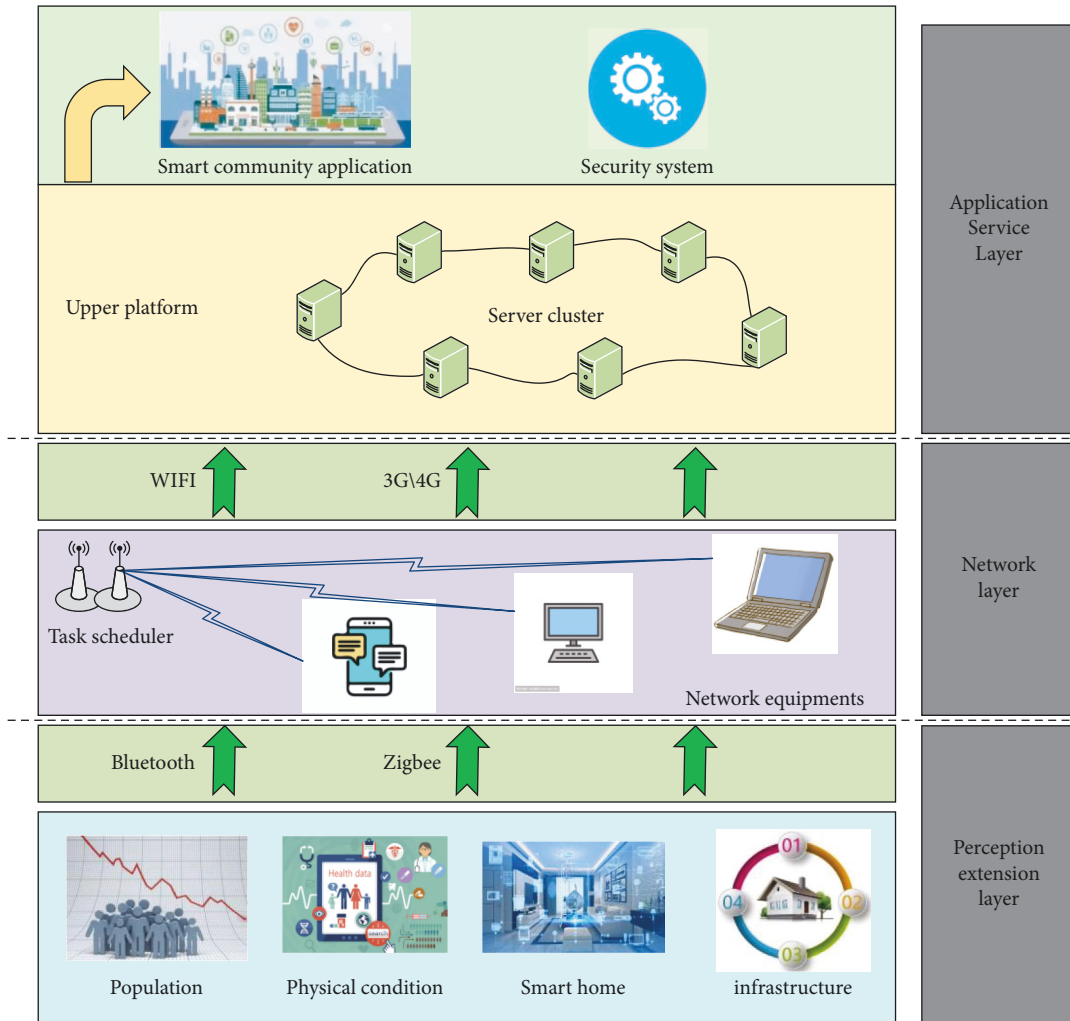 Smart community application
Security system
Application
Service
Layer
Upper platform
Server cluster
WIFI
3G\4G
Task scheduler
Network equipments
Network
layer
Bluetooth
Zigbee
Health data
search
01
02
03
04
Population
Physical condition
Smart home
infrastructure
Perception
extension
layer